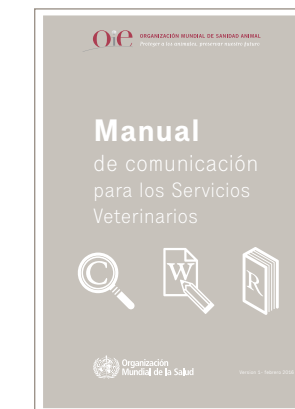 Oie ORGANIZACIÓN MUNDIAL DE SANIDAD ANIMAL
Proteger a los animales, preservar nuestro futuro
Manual
de comunicación
para los Servicios
Veterinarios
C
W
R
Organización
Mundial de la Salud